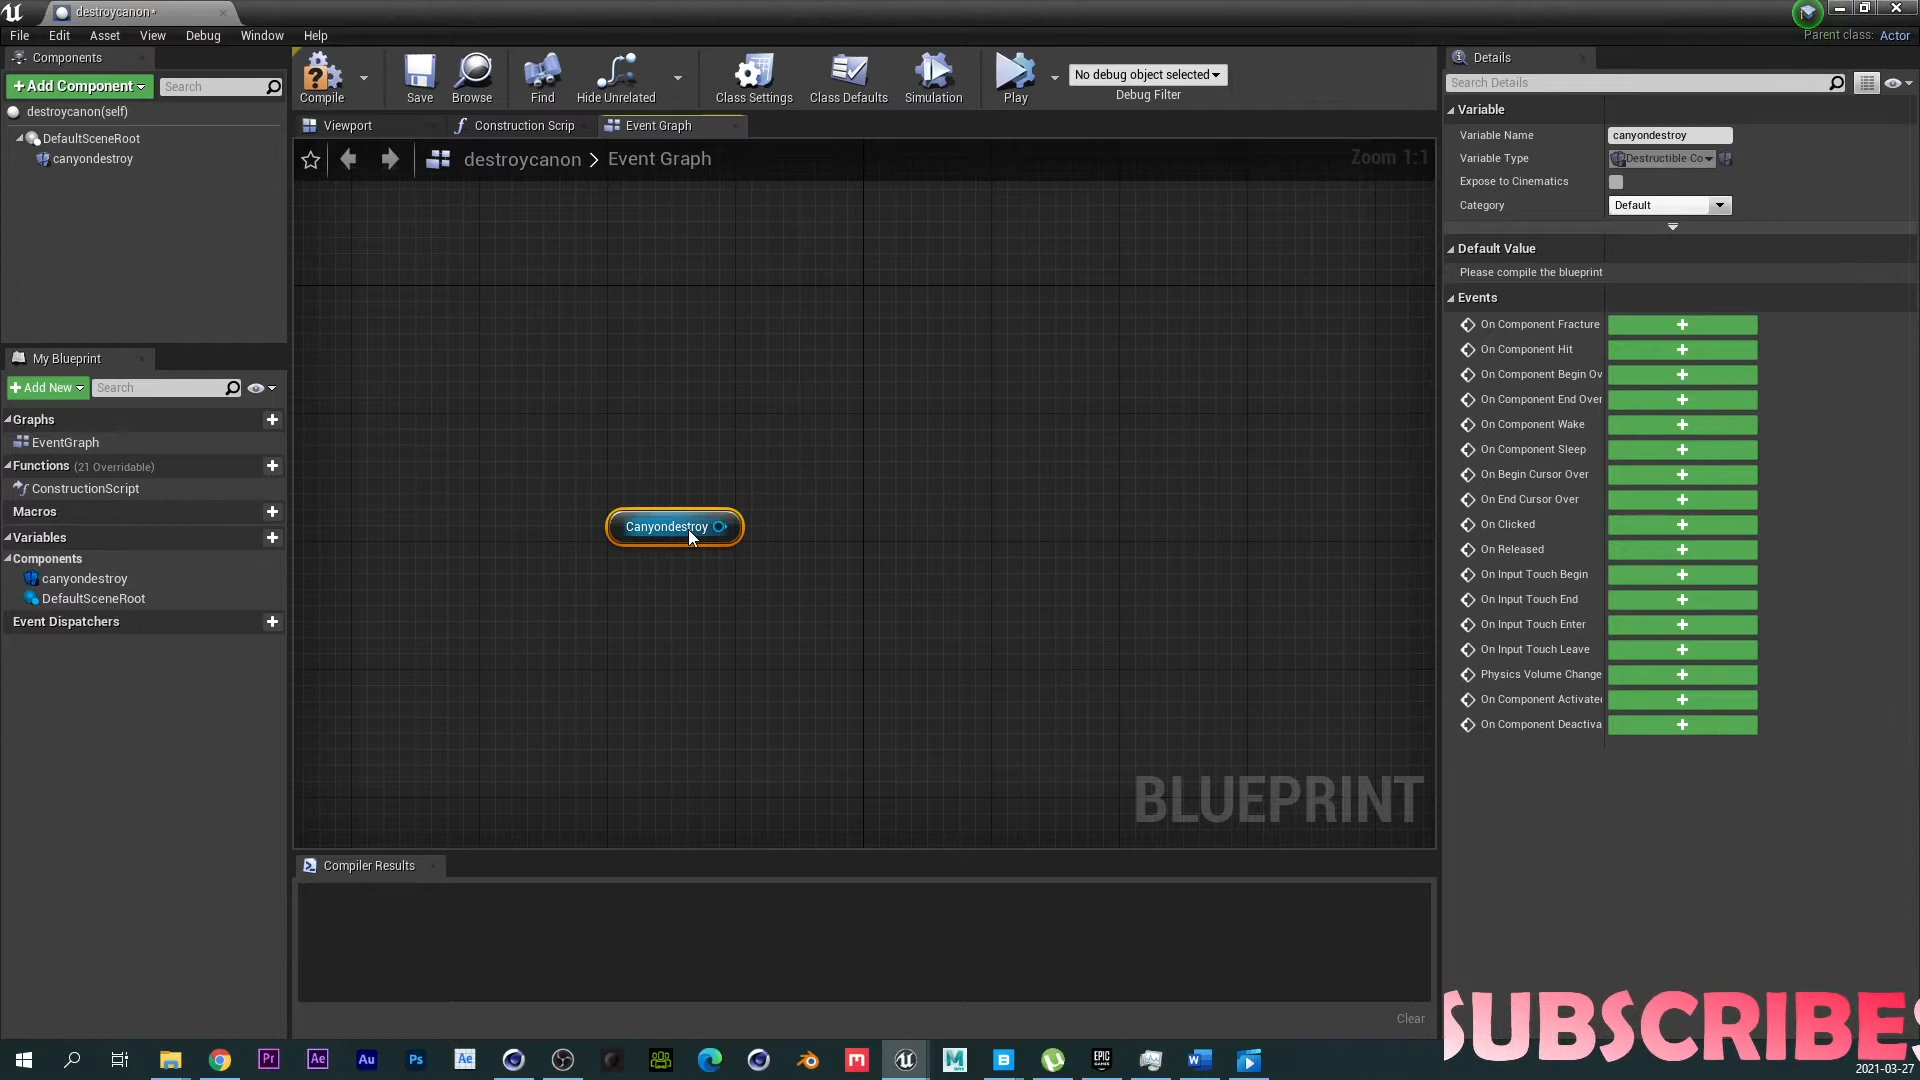 destroycanon*
File Edit Asset View Debug Window Help
Parent class: Actor
Components
+Add Component
Search
destroycanon(self)
DefaultSceneRoot
canyondestroy
Compile
Save
Browse
Find
Hide Unrelated
Class Settings
Class Defaults
Simulation
Play
No debug object selected
Debug Filter
Viewport
Construction Scrip
Event Graph
destroycanon > Event Graph
Zoom 1:1
Canyondestroy
BLUEPRINT
My Blueprint
+Add New
Search
Graphs
EventGraph
Functions (21 Overridable)
ConstructionScript
Macros
Variables
Components
canyondestroy
DefaultSceneRoot
Event Dispatchers
Compiler Results
Clear
Details
Search Details
Variable
Variable Name canyondestroy
Variable Type Destructible Co
Expose to Cinematics
Category Default
Default Value
Please compile the blueprint
Events
On Component Fracture
On Component Hit
On Component Begin Ov
On Component End Over
On Component Wake
On Component Sleep
On Begin Cursor Over
On End Cursor Over
On Clicked
On Released
On Input Touch Begin
On Input Touch End
On Input Touch Enter
On Input Touch Leave
Physics Volume Change
On Component Activated
On Component Deactiva
SUBSCRIBE
Pr Ae Au Ps Ae
EPIC GAMES
2021-03-27